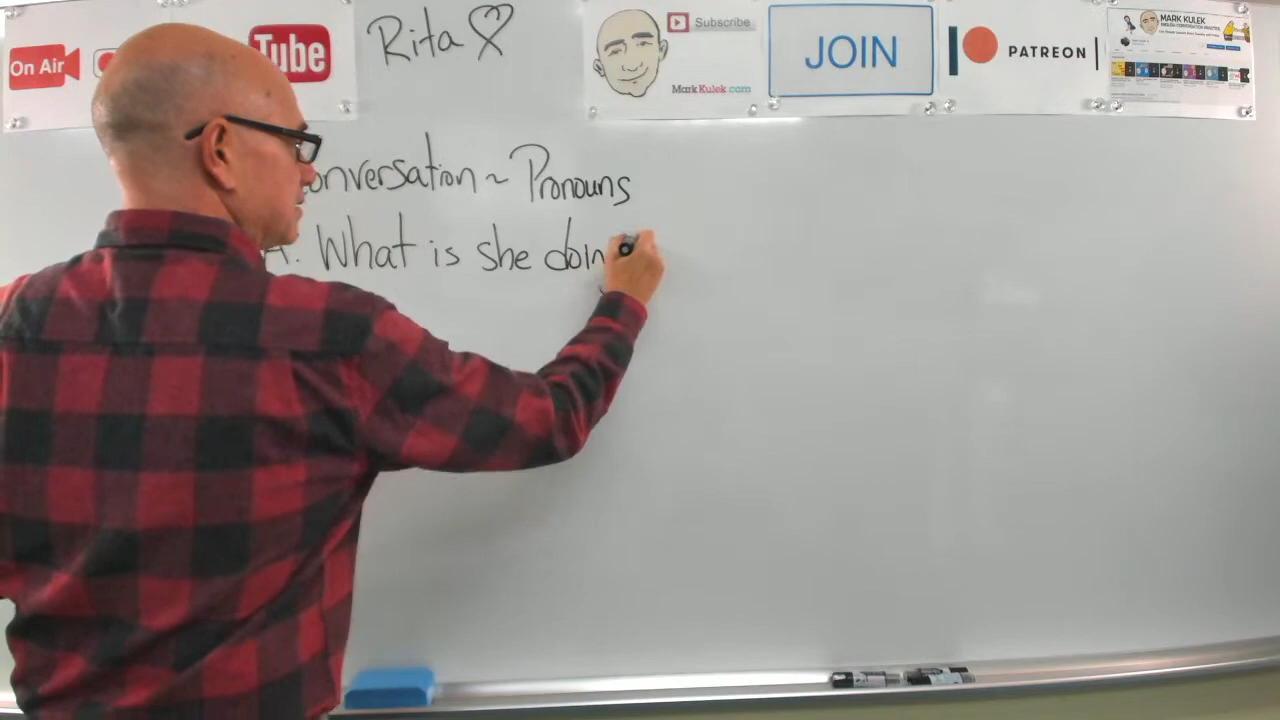 On Air
Tube
Rita ♡
Subscribe
MarkKulek.com
JOIN
PATREON
MARK KULEK
onversation ~ Pronouns
A. What is she doin